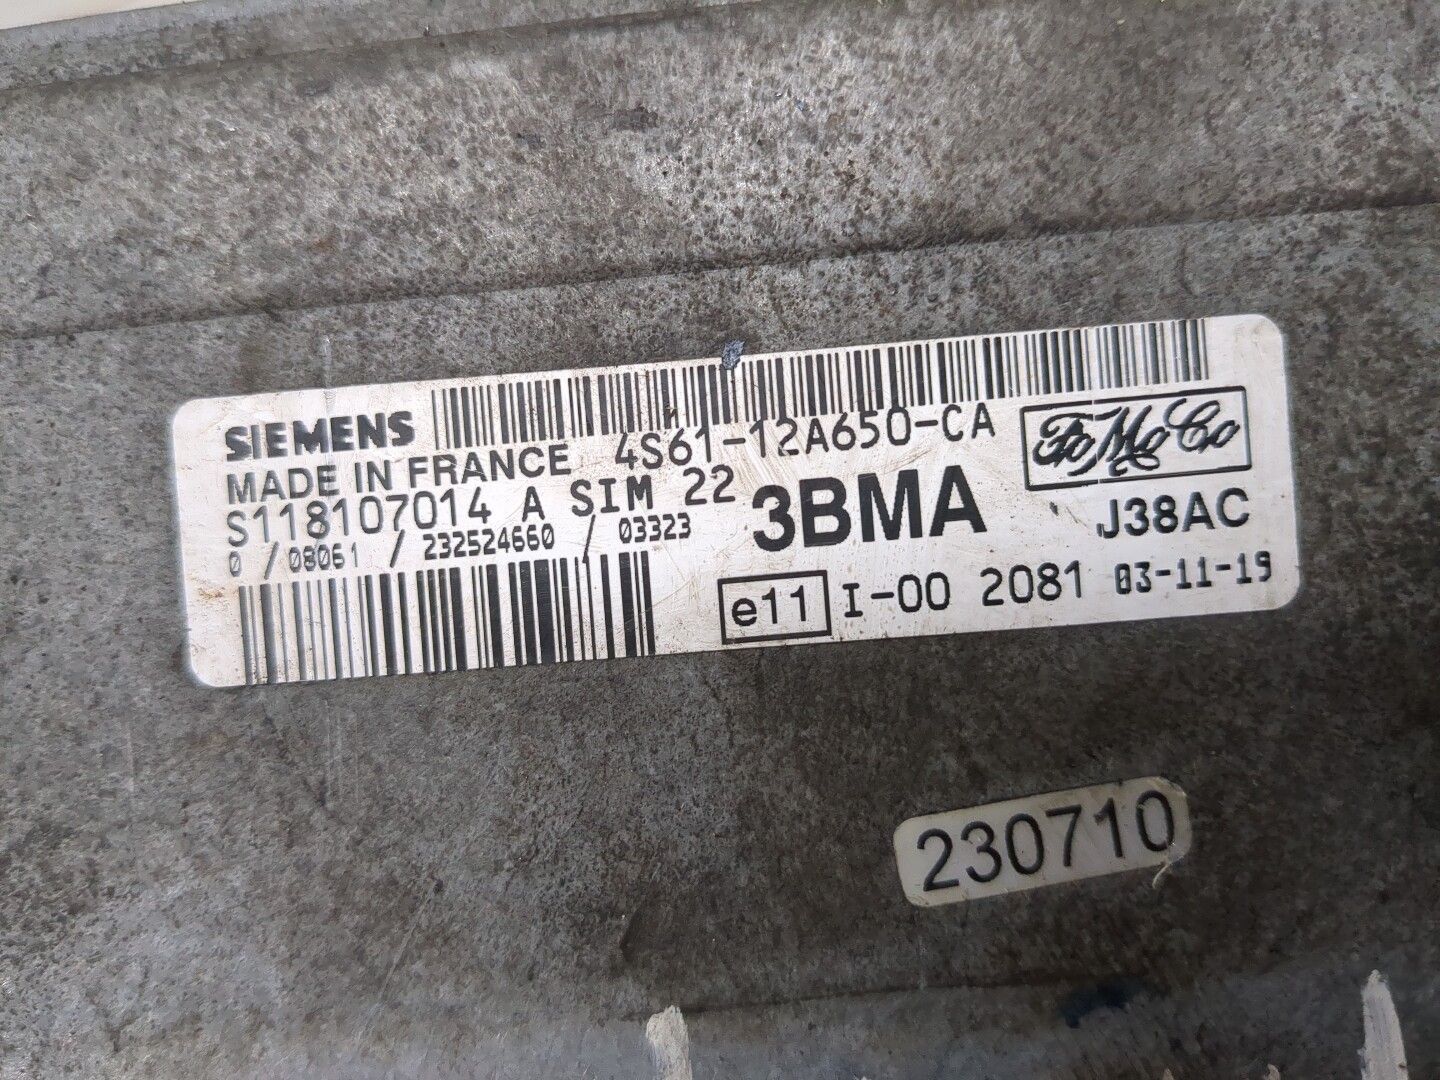 SIEMENS
MADE IN FRANCE 4S61-12A650-CA
FoMoCo
S118107014 A SIM 22
3BMA
J38AC
0 / 08061 / 232524660 / 03323
e11 I-00 2081 03-11-19
230710